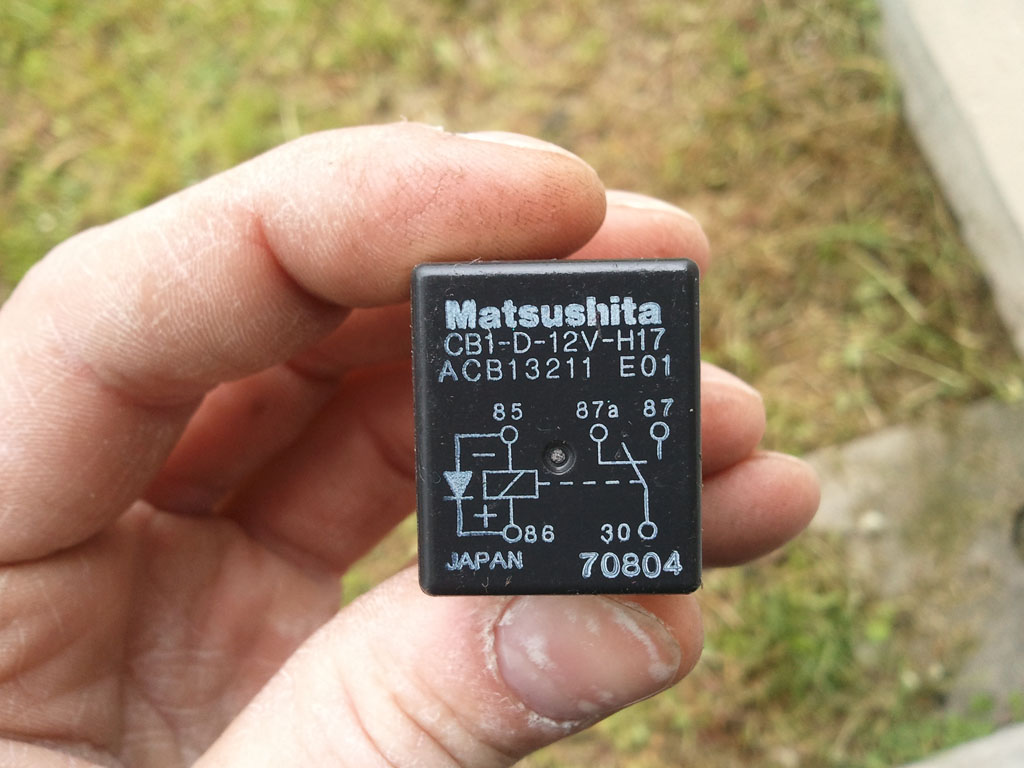 Matsushita
CB1-D-12V-H17
ACB13211 E01
85 87a 87
−
+
86 30
JAPAN 70804